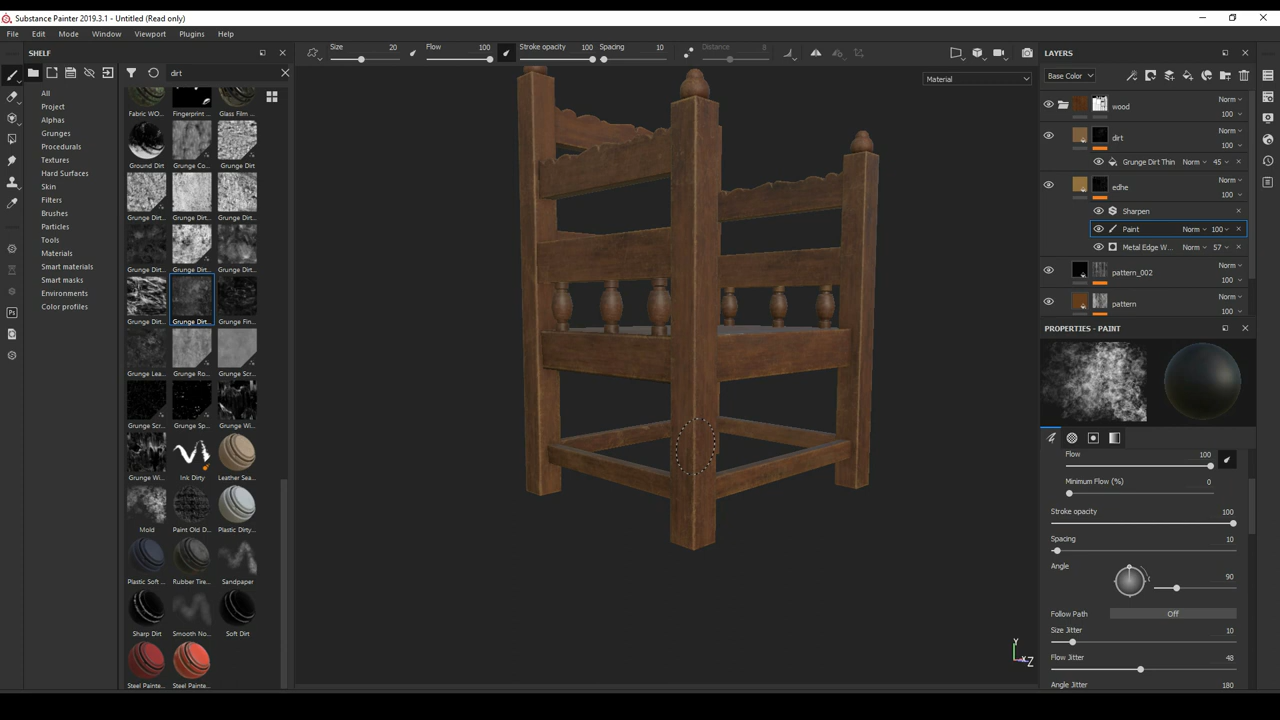 Substance Painter 2019.3.1 - Untitled (Read only)
File Edit Mode Window Viewport Plugins Help
SHELF
Size 20 Flow 100 Stroke opacity 100 Spacing 10 Distance 8
dirt
All
Project
Alphas
Grunges
Procedurals
Textures
Hard Surfaces
Skin
Filters
Brushes
Particles
Tools
Materials
Smart materials
Smart masks
Environments
Color profiles
Fabric WO... Fingerprint ... Glass Film ...
Ground Dirt Grunge Co... Grunge Dirt
Grunge Dirt... Grunge Dirt... Grunge Dirt...
Grunge Dirt... Grunge Dirt... Grunge Dirt...
Grunge Dirt... Grunge Dirt... Grunge Fin...
Grunge Lea... Grunge Ro... Grunge Scr...
Grunge Scr... Grunge Sp... Grunge Wi...
Grunge Wi... Ink Dirty Leather Sea...
Mold Paint Old D... Plastic Dirty...
Plastic Soft ... Rubber Tire... Sandpaper
Sharp Dirt Smooth No... Soft Dirt
Steel Painte... Steel Painte...
Material
Y
X
Z
LAYERS
Base Color
Ps
wood Norm 100
dirt Norm 100
Grunge Dirt Thin Norm 45
edhe Norm 100
Sharpen
Paint Norm 100
Metal Edge W... Norm 57
pattern_002 Norm 100
pattern Norm 100
PROPERTIES - PAINT
Flow 100
Minimum Flow (%) 0
Stroke opacity 100
Spacing 10
Angle 90
Follow Path Off
Size Jitter 10
Flow Jitter 48
Angle Jitter 180